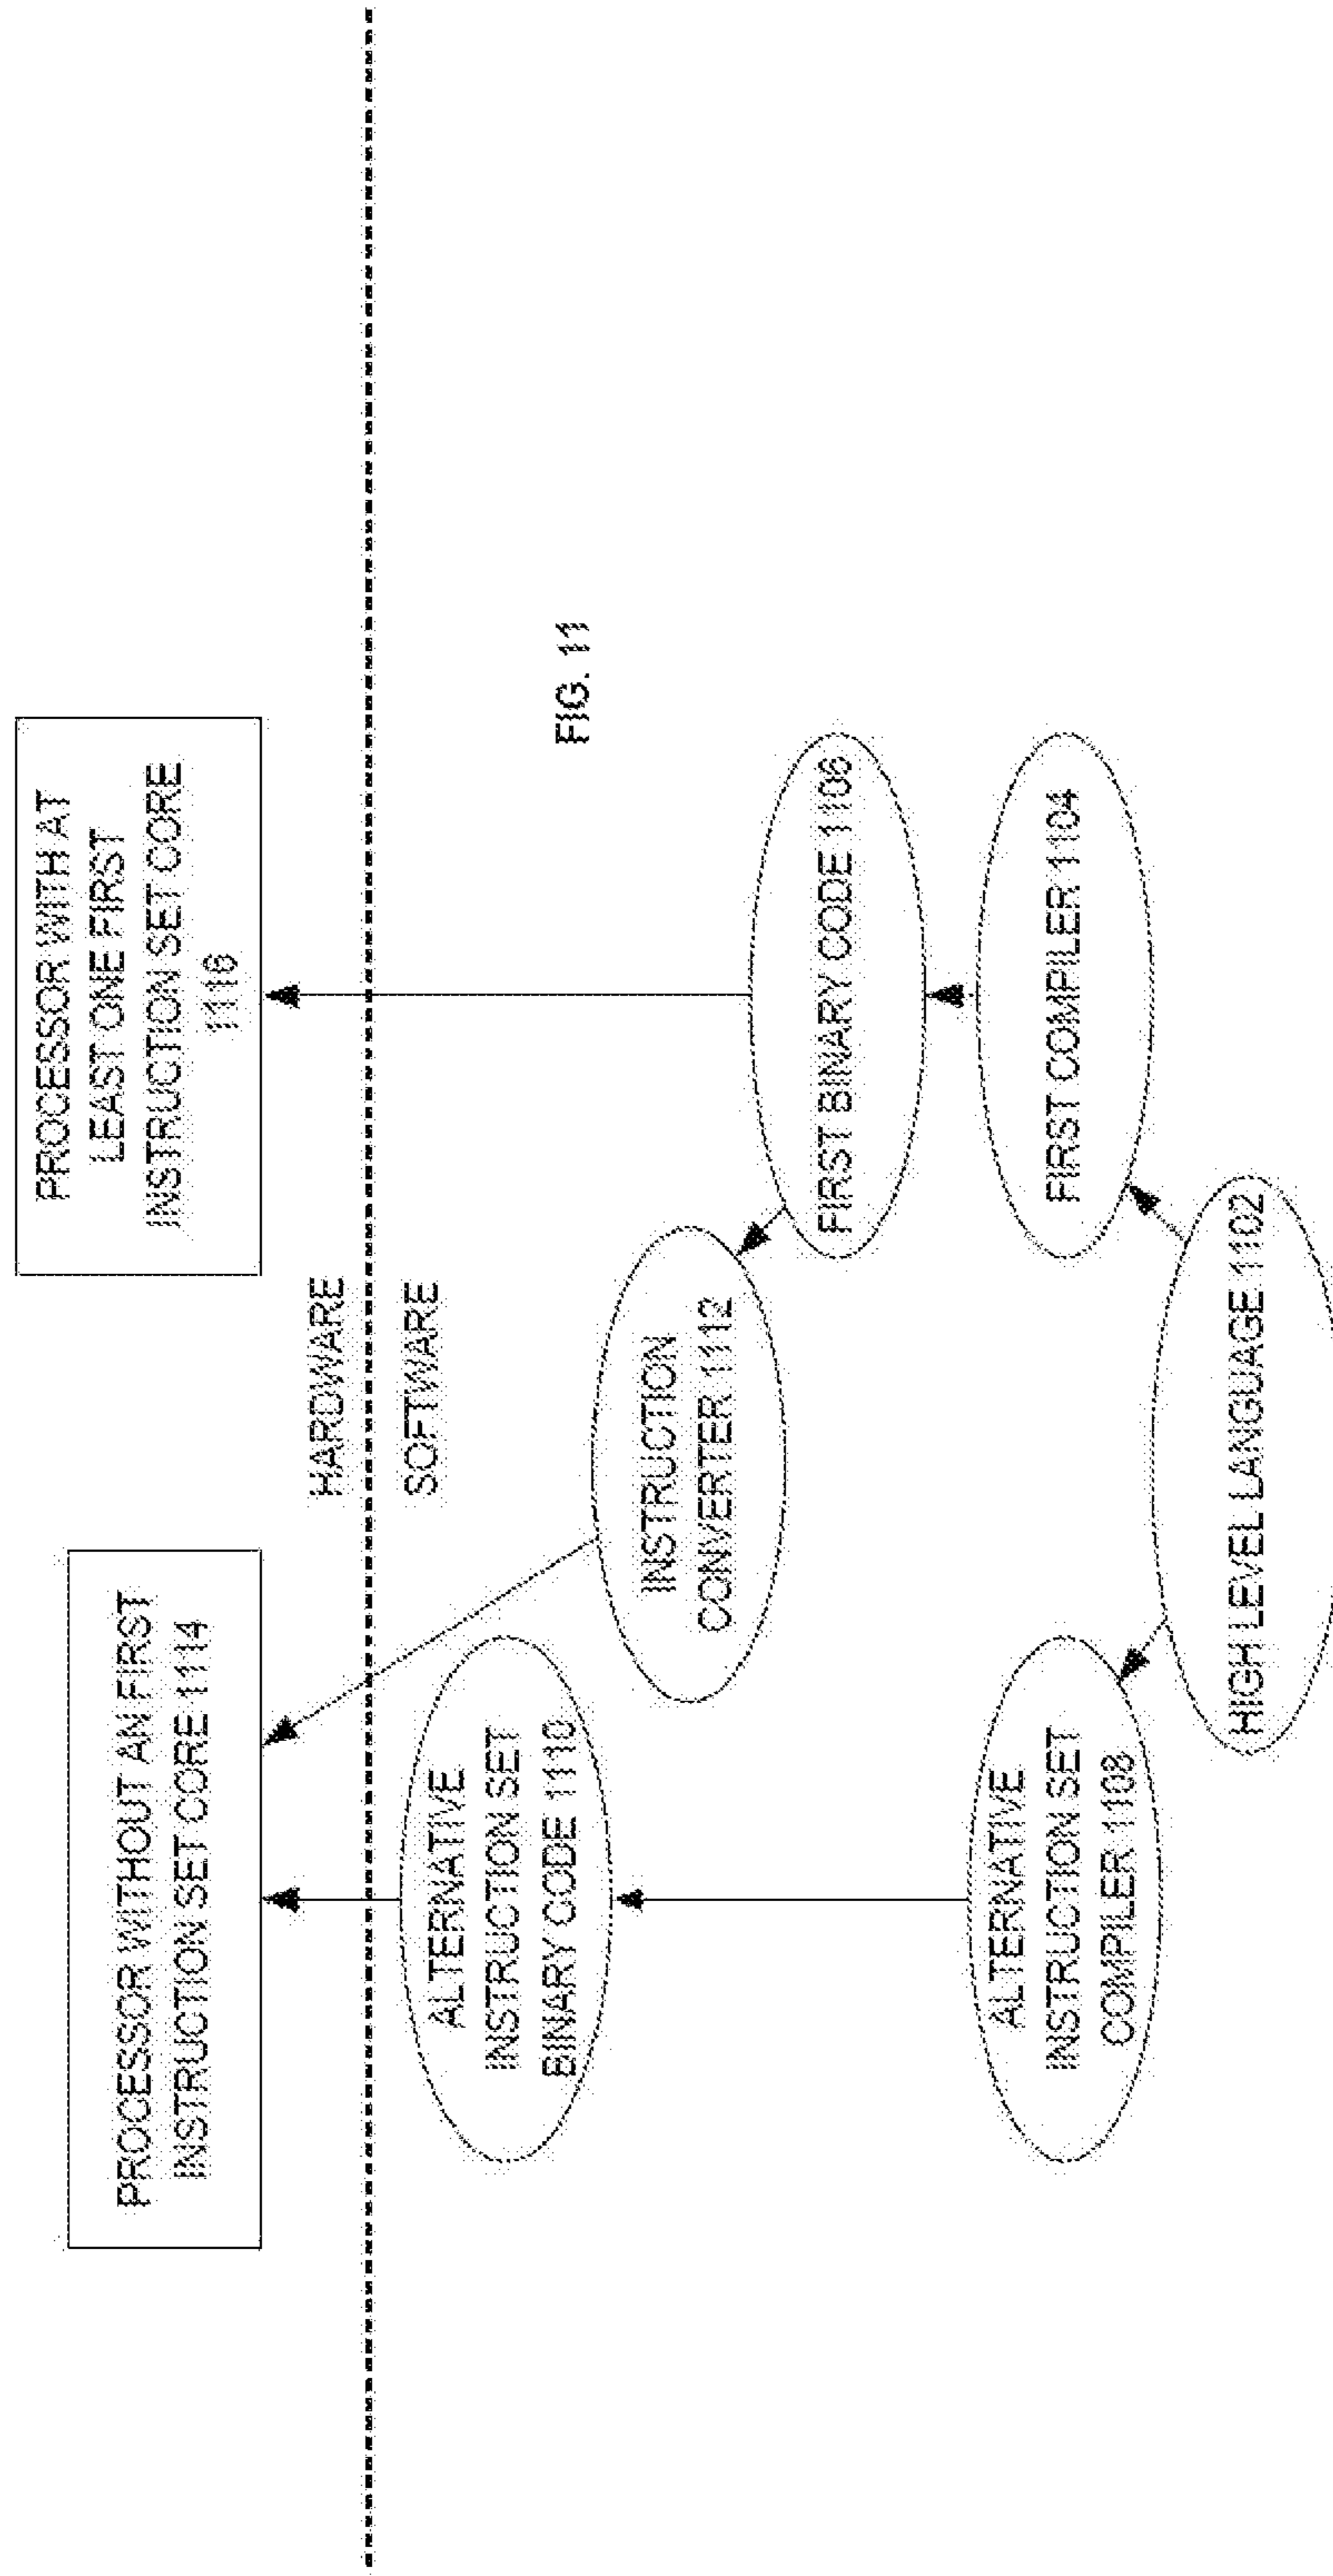 PROCESSOR WITHOUT AN FIRST
INSTRUCTION SET CORE 1114
PROCESSOR WITH AT
LEAST ONE FIRST
INSTRUCTION SET CORE
1116
HARDWARE
SOFTWARE
ALTERNATIVE
INSTRUCTION SET
BINARY CODE 1110
INSTRUCTION
CONVERTER 1112
FIG. 11
FIRST BINARY CODE 1106
ALTERNATIVE
INSTRUCTION SET
COMPILER 1108
FIRST COMPILER 1104
HIGH LEVEL LANGUAGE 1102